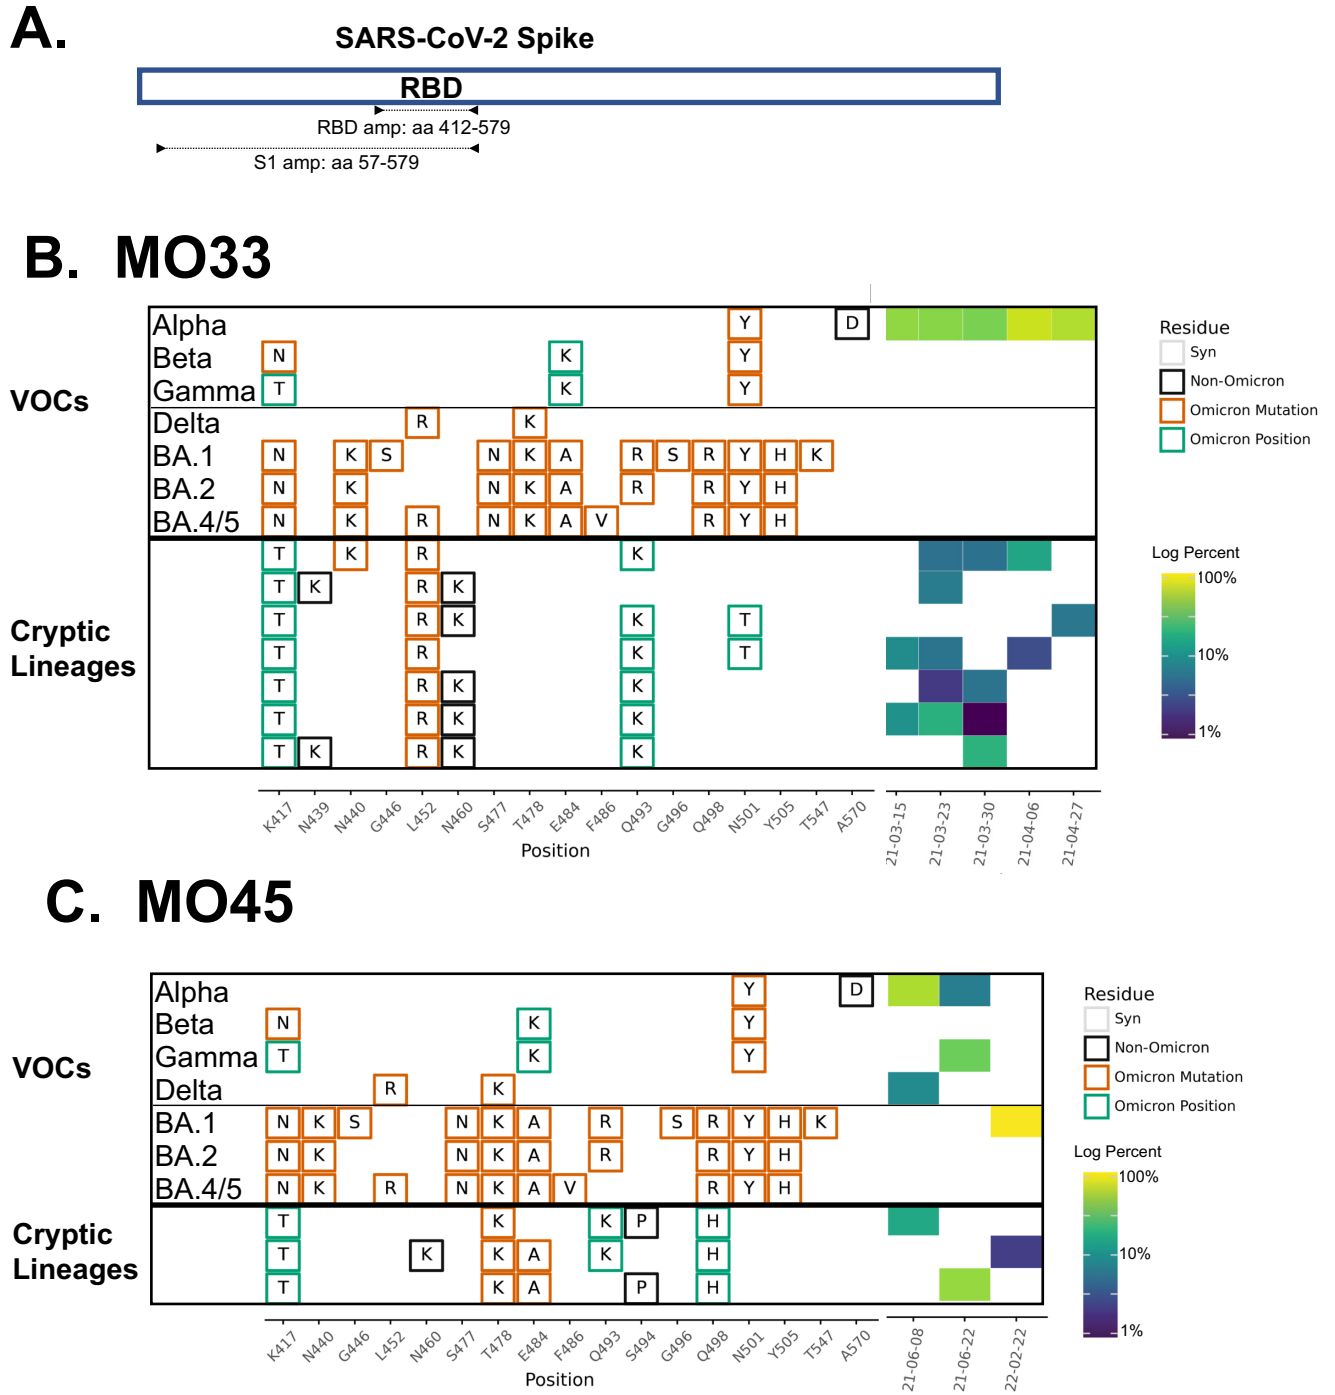 A.
SARS-CoV-2 Spike
RBD
RBD amp: aa 412-579
S1 amp: aa 57-579
B. MO33
VOCs
Alpha Y D
Beta N K Y
Gamma T K Y
Delta R K
BA.1 N K S N K A R S R Y H K
BA.2 N K N K A R R Y H
BA.4/5 N K R N K A V R Y H
Cryptic
Lineages
T K R K
T K R K
T R K K T
T R K T
T R K K
T R K K
T K R K K
K417 N439 N440 G446 L452 N460 S477 T478 E484 F486 Q493 G496 Q498 N501 Y505 T547 A570
Position
21-03-15 21-03-23 21-03-30 21-04-06 21-04-27
Residue
Syn
Non-Omicron
Omicron Mutation
Omicron Position
Log Percent
100%
10%
1%
C. MO45
VOCs
Alpha Y D
Beta N K Y
Gamma T K Y
Delta R K
BA.1 N K S N K A R S R Y H K
BA.2 N K N K A R R Y H
BA.4/5 N K R N K A V R Y H
Cryptic
Lineages
T K K P H
T K K A K H
T K A P H
K417 N440 G446 L452 N460 S477 T478 E484 F486 Q493 S494 G496 Q498 N501 Y505 T547 A570
Position
21-06-08 21-06-22 22-02-22
Residue
Syn
Non-Omicron
Omicron Mutation
Omicron Position
Log Percent
100%
10%
1%